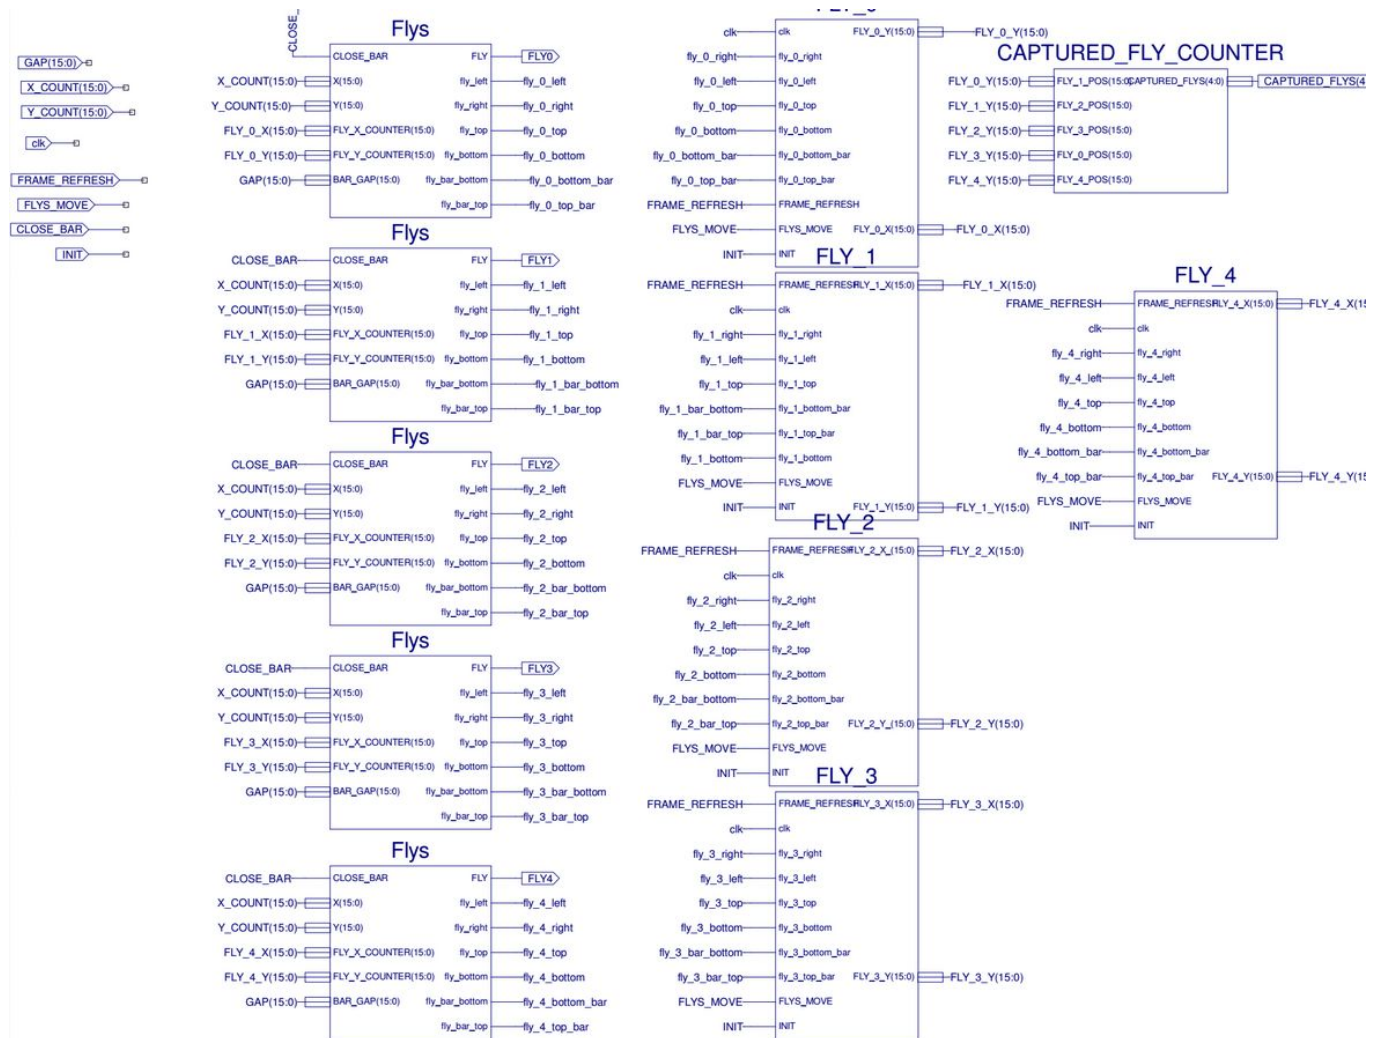 GAP(15:0)
X_COUNT(15:0)
Y_COUNT(15:0)
clk
FRAME_REFRESH
FLYS_MOVE
CLOSE_BAR
INIT
CLOSE_
Flys
CLOSE_BAR FLY FLY0
X_COUNT(15:0) X(15:0) fly_left fly_0_left
Y_COUNT(15:0) Y(15:0) fly_right fly_0_right
FLY_0_X(15:0) FLY_X_COUNTER(15:0) fly_top fly_0_top
FLY_0_Y(15:0) FLY_Y_COUNTER(15:0) fly_bottom fly_0_bottom
GAP(15:0) BAR_GAP(15:0) fly_bar_bottom fly_0_bottom_bar
fly_bar_top fly_0_top_bar
Flys
CLOSE_BAR CLOSE_BAR FLY FLY1
X_COUNT(15:0) X(15:0) fly_left fly_1_left
Y_COUNT(15:0) Y(15:0) fly_right fly_1_right
FLY_1_X(15:0) FLY_X_COUNTER(15:0) fly_top fly_1_top
FLY_1_Y(15:0) FLY_Y_COUNTER(15:0) fly_bottom fly_1_bottom
GAP(15:0) BAR_GAP(15:0) fly_bar_bottom fly_1_bar_bottom
fly_bar_top fly_1_bar_top
Flys
CLOSE_BAR CLOSE_BAR FLY FLY2
X_COUNT(15:0) X(15:0) fly_left fly_2_left
Y_COUNT(15:0) Y(15:0) fly_right fly_2_right
FLY_2_X(15:0) FLY_X_COUNTER(15:0) fly_top fly_2_top
FLY_2_Y(15:0) FLY_Y_COUNTER(15:0) fly_bottom fly_2_bottom
GAP(15:0) BAR_GAP(15:0) fly_bar_bottom fly_2_bar_bottom
fly_bar_top fly_2_bar_top
Flys
CLOSE_BAR CLOSE_BAR FLY FLY3
X_COUNT(15:0) X(15:0) fly_left fly_3_left
Y_COUNT(15:0) Y(15:0) fly_right fly_3_right
FLY_3_X(15:0) FLY_X_COUNTER(15:0) fly_top fly_3_top
FLY_3_Y(15:0) FLY_Y_COUNTER(15:0) fly_bottom fly_3_bottom
GAP(15:0) BAR_GAP(15:0) fly_bar_bottom fly_3_bar_bottom
fly_bar_top fly_3_bar_top
Flys
CLOSE_BAR CLOSE_BAR FLY FLY4
X_COUNT(15:0) X(15:0) fly_left fly_4_left
Y_COUNT(15:0) Y(15:0) fly_right fly_4_right
FLY_4_X(15:0) FLY_X_COUNTER(15:0) fly_top fly_4_top
FLY_4_Y(15:0) FLY_Y_COUNTER(15:0) fly_bottom fly_4_bottom
GAP(15:0) BAR_GAP(15:0) fly_bar_bottom fly_4_bottom_bar
fly_bar_top fly_4_top_bar
clk clk FLY_0_Y(15:0) FLY_0_Y(15:0)
fly_0_right fly_0_right
fly_0_left fly_0_left
fly_0_top fly_0_top
fly_0_bottom fly_0_bottom
fly_0_bottom_bar fly_0_bottom_bar
fly_0_top_bar fly_0_top_bar
FRAME_REFRESH FRAME_REFRESH
FLYS_MOVE FLYS_MOVE FLY_0_X(15:0) FLY_0_X(15:0)
INIT INIT
FLY_1
FRAME_REFRESH FRAME_REFRESH FLY_1_X(15:0) FLY_1_X(15:0)
clk clk
fly_1_right fly_1_right
fly_1_left fly_1_left
fly_1_top fly_1_top
fly_1_bar_bottom fly_1_bottom_bar
fly_1_bar_top fly_1_top_bar
fly_1_bottom fly_1_bottom
FLYS_MOVE FLYS_MOVE
INIT INIT FLY_1_Y(15:0) FLY_1_Y(15:0)
FLY_2
FRAME_REFRESH FRAME_REFRESH FLY_2_X_(15:0) FLY_2_X(15:0)
clk clk
fly_2_right fly_2_right
fly_2_left fly_2_left
fly_2_top fly_2_top
fly_2_bottom fly_2_bottom
fly_2_bar_bottom fly_2_bottom_bar
fly_2_bar_top fly_2_top_bar FLY_2_Y_(15:0) FLY_2_Y(15:0)
FLYS_MOVE FLYS_MOVE
INIT INIT
FLY_3
FRAME_REFRESH FRAME_REFRESH FLY_3_X(15:0) FLY_3_X(15:0)
clk clk
fly_3_right fly_3_right
fly_3_left fly_3_left
fly_3_top fly_3_top
fly_3_bottom fly_3_bottom
fly_3_bar_bottom fly_3_bottom_bar
fly_3_bar_top fly_3_top_bar FLY_3_Y(15:0) FLY_3_Y(15:0)
FLYS_MOVE FLYS_MOVE
INIT INIT
CAPTURED_FLY_COUNTER
FLY_0_Y(15:0) FLY_1_POS(15:0) CAPTURED_FLYS(4:0) CAPTURED_FLYS(4
FLY_1_Y(15:0) FLY_2_POS(15:0)
FLY_2_Y(15:0) FLY_3_POS(15:0)
FLY_3_Y(15:0) FLY_0_POS(15:0)
FLY_4_Y(15:0) FLY_4_POS(15:0)
FLY_4
FRAME_REFRESH FRAME_REFRESH FLY_4_X(15:0) FLY_4_X(15
clk clk
fly_4_right fly_4_right
fly_4_left fly_4_left
fly_4_top fly_4_top
fly_4_bottom fly_4_bottom
fly_4_bottom_bar fly_4_bottom_bar
fly_4_top_bar fly_4_top_bar FLY_4_Y(15:0) FLY_4_Y(15
FLYS_MOVE FLYS_MOVE
INIT INIT